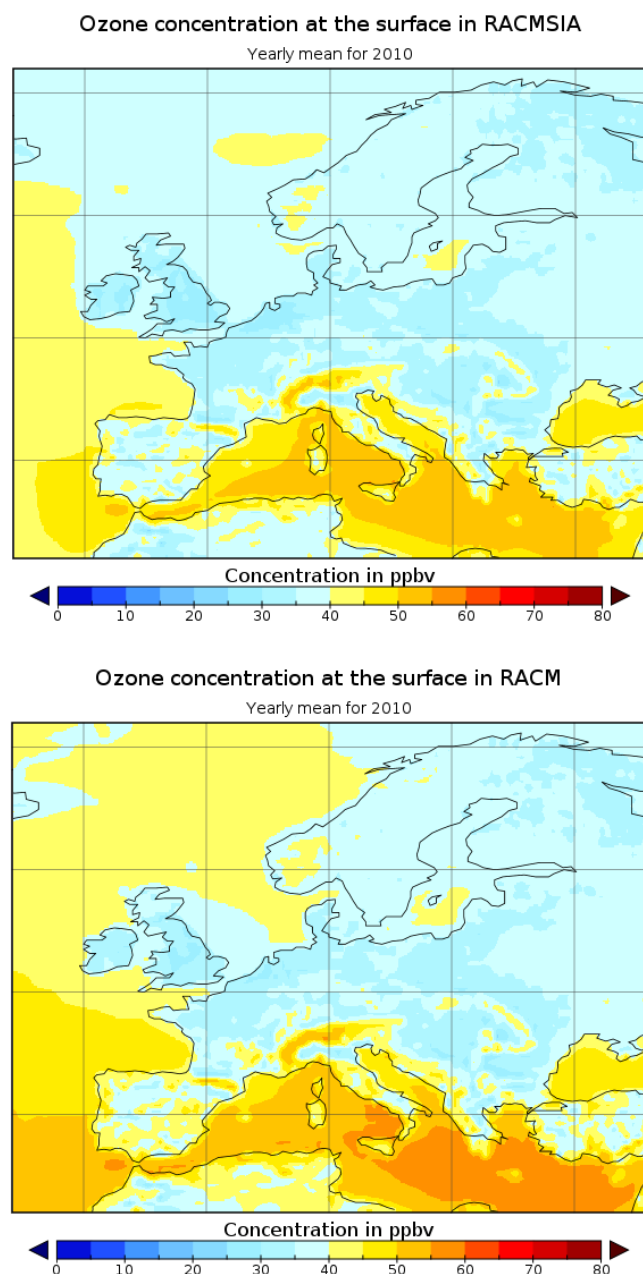 Ozone concentration at the surface in RACMSIA
Yearly mean for 2010
Concentration in ppbv
0 10 20 30 40 50 60 70 80
Ozone concentration at the surface in RACM
Yearly mean for 2010
Concentration in ppbv
0 10 20 30 40 50 60 70 80